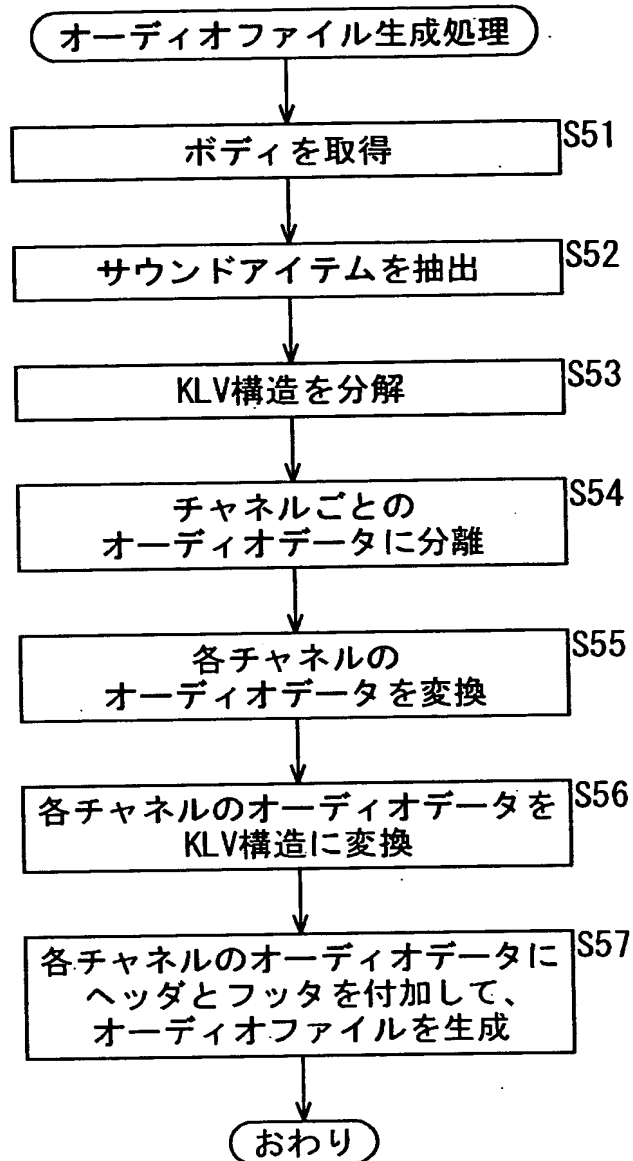 オーディオファイル生成処理
ボディを取得
S51
サウンドアイテムを抽出
S52
KLV構造を分解
S53
チャネルごとの
オーディオデータに分離
S54
各チャネルの
オーディオデータを変換
S55
各チャネルのオーディオデータを
KLV構造に変換
S56
各チャネルのオーディオデータに
ヘッダとフッタを付加して、
オーディオファイルを生成
S57
おわり